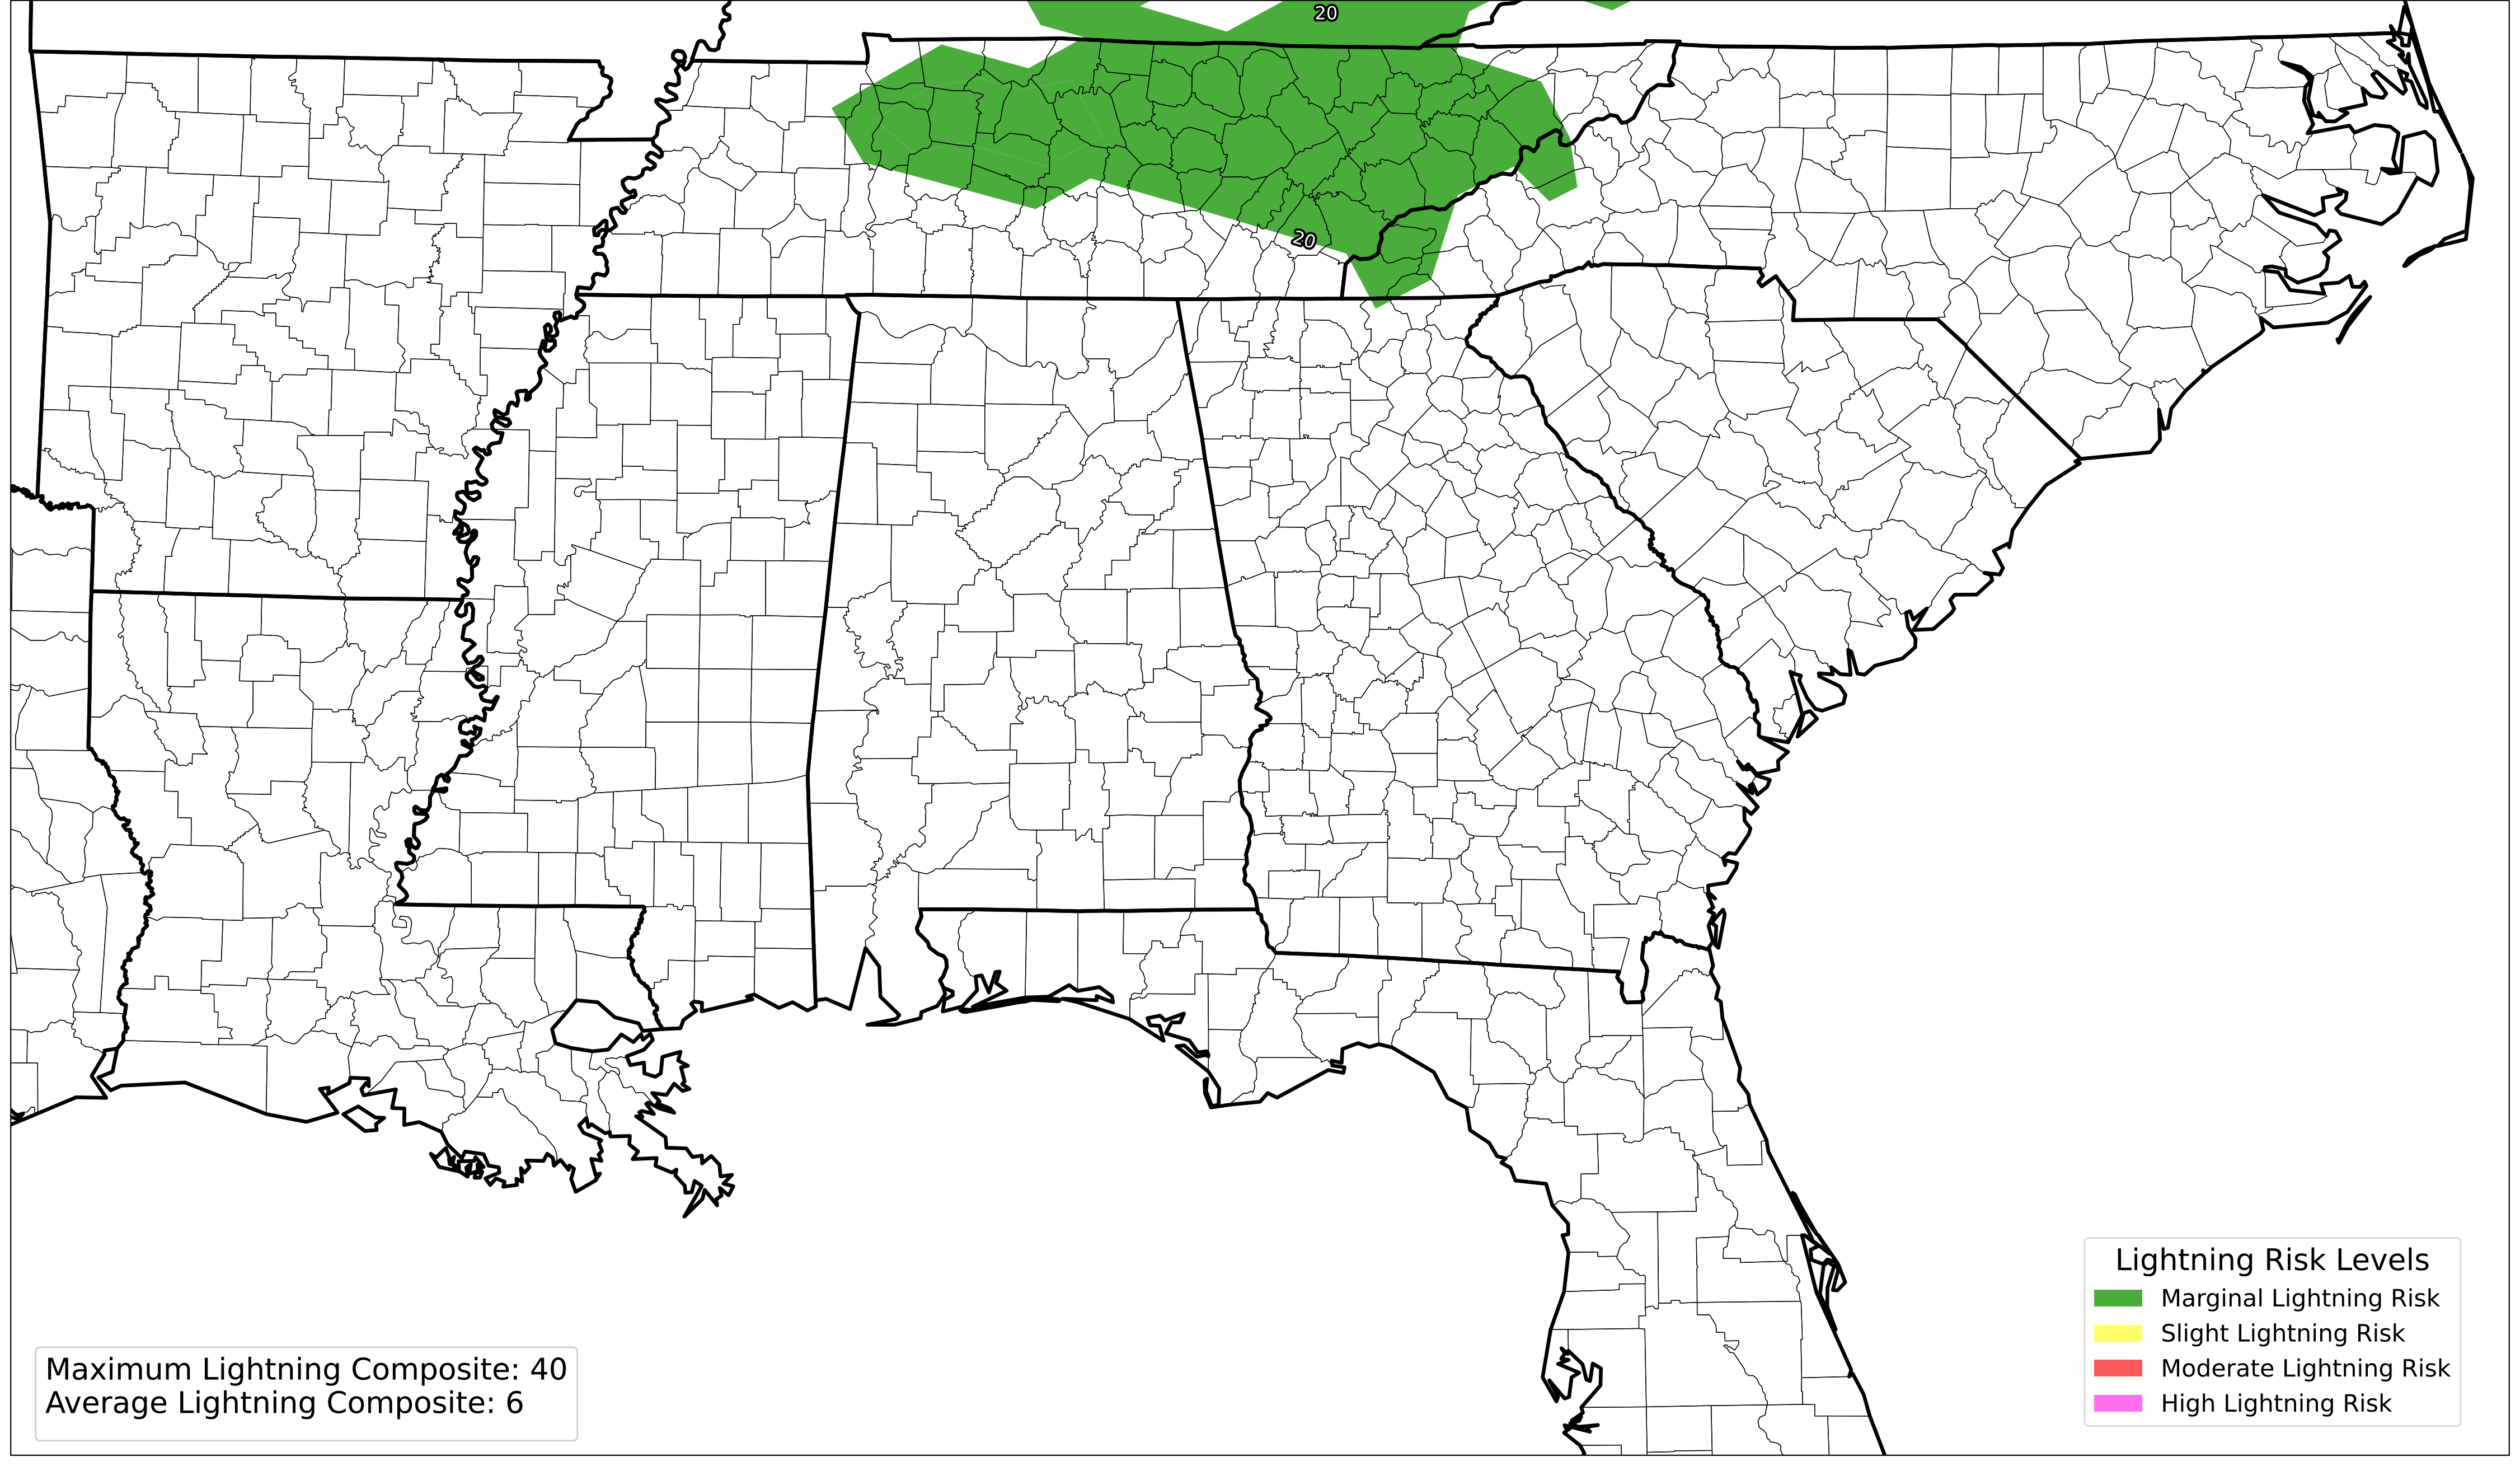 20
20
Lightning Risk Levels
Marginal Lightning Risk
Slight Lightning Risk
Moderate Lightning Risk
High Lightning Risk
Maximum Lightning Composite: 40
Average Lightning Composite: 6